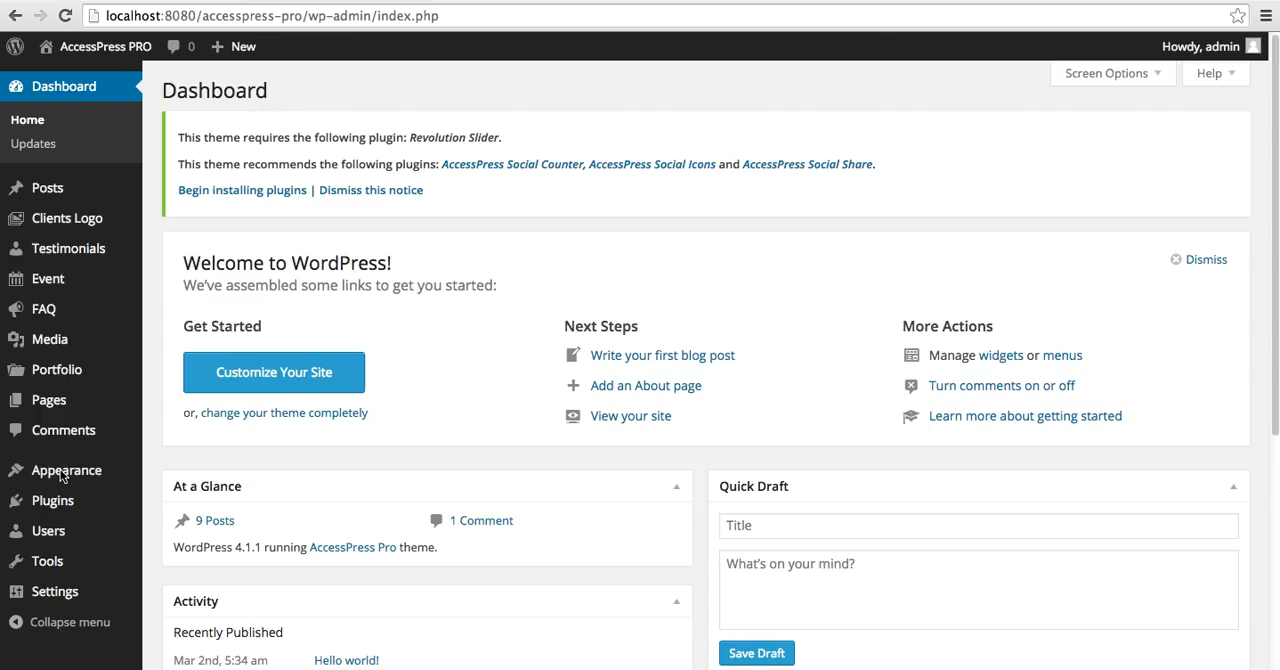 localhost:8080/accesspress-pro/wp-admin/index.php
AccessPress PRO 0 + New Howdy, admin
Dashboard
Home
Updates
Posts
Clients Logo
Testimonials
Event
FAQ
Media
Portfolio
Pages
Comments
Appearance
Plugins
Users
Tools
Settings
Collapse menu
Screen Options Help
Dashboard
This theme requires the following plugin: Revolution Slider.
This theme recommends the following plugins: AccessPress Social Counter, AccessPress Social Icons and AccessPress Social Share.
Begin installing plugins | Dismiss this notice
Welcome to WordPress!
Dismiss
We've assembled some links to get you started:
Get Started
Customize Your Site
or, change your theme completely
Next Steps
Write your first blog post
Add an About page
View your site
More Actions
Manage widgets or menus
Turn comments on or off
Learn more about getting started
At a Glance
9 Posts 1 Comment
WordPress 4.1.1 running AccessPress Pro theme.
Activity
Recently Published
Mar 2nd, 5:34 am Hello world!
Quick Draft
Title
What's on your mind?
Save Draft